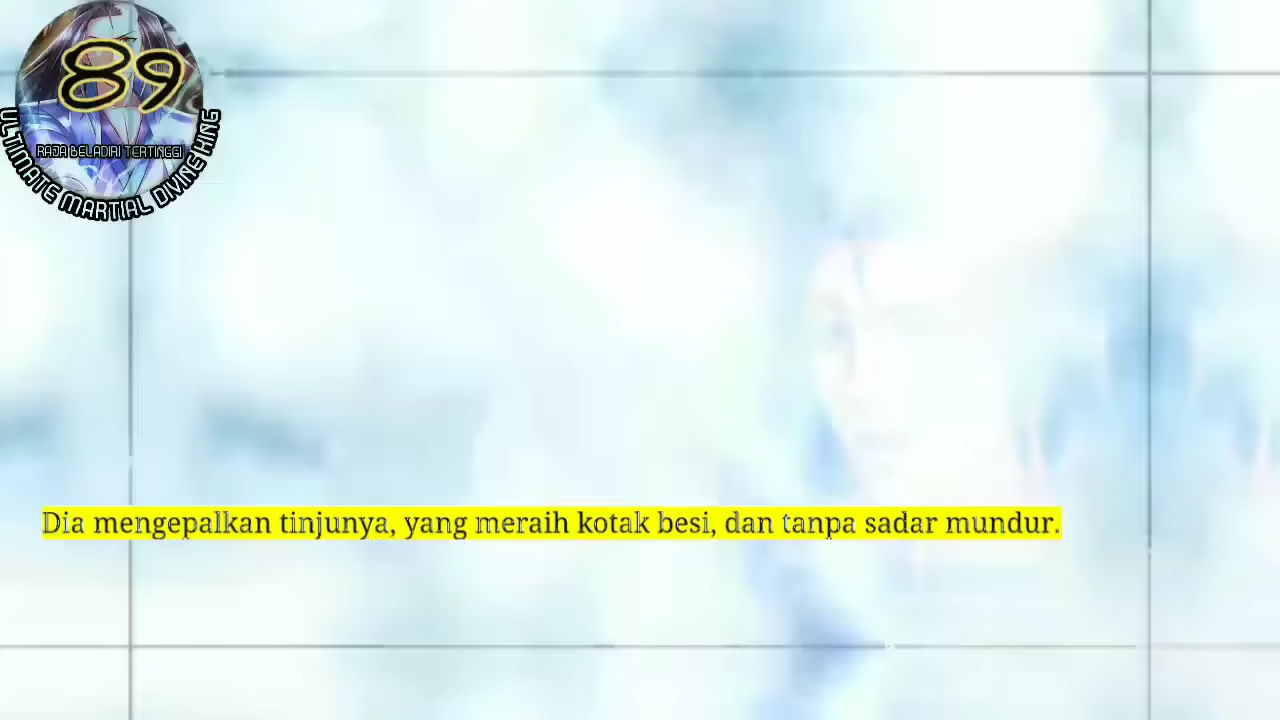 89
RAJA BELADIRI TERTINGGI
ULTIMATE MARTIAL DIVINE KING
Dia mengepalkan tinjunya, yang meraih kotak besi, dan tanpa sadar mundur.